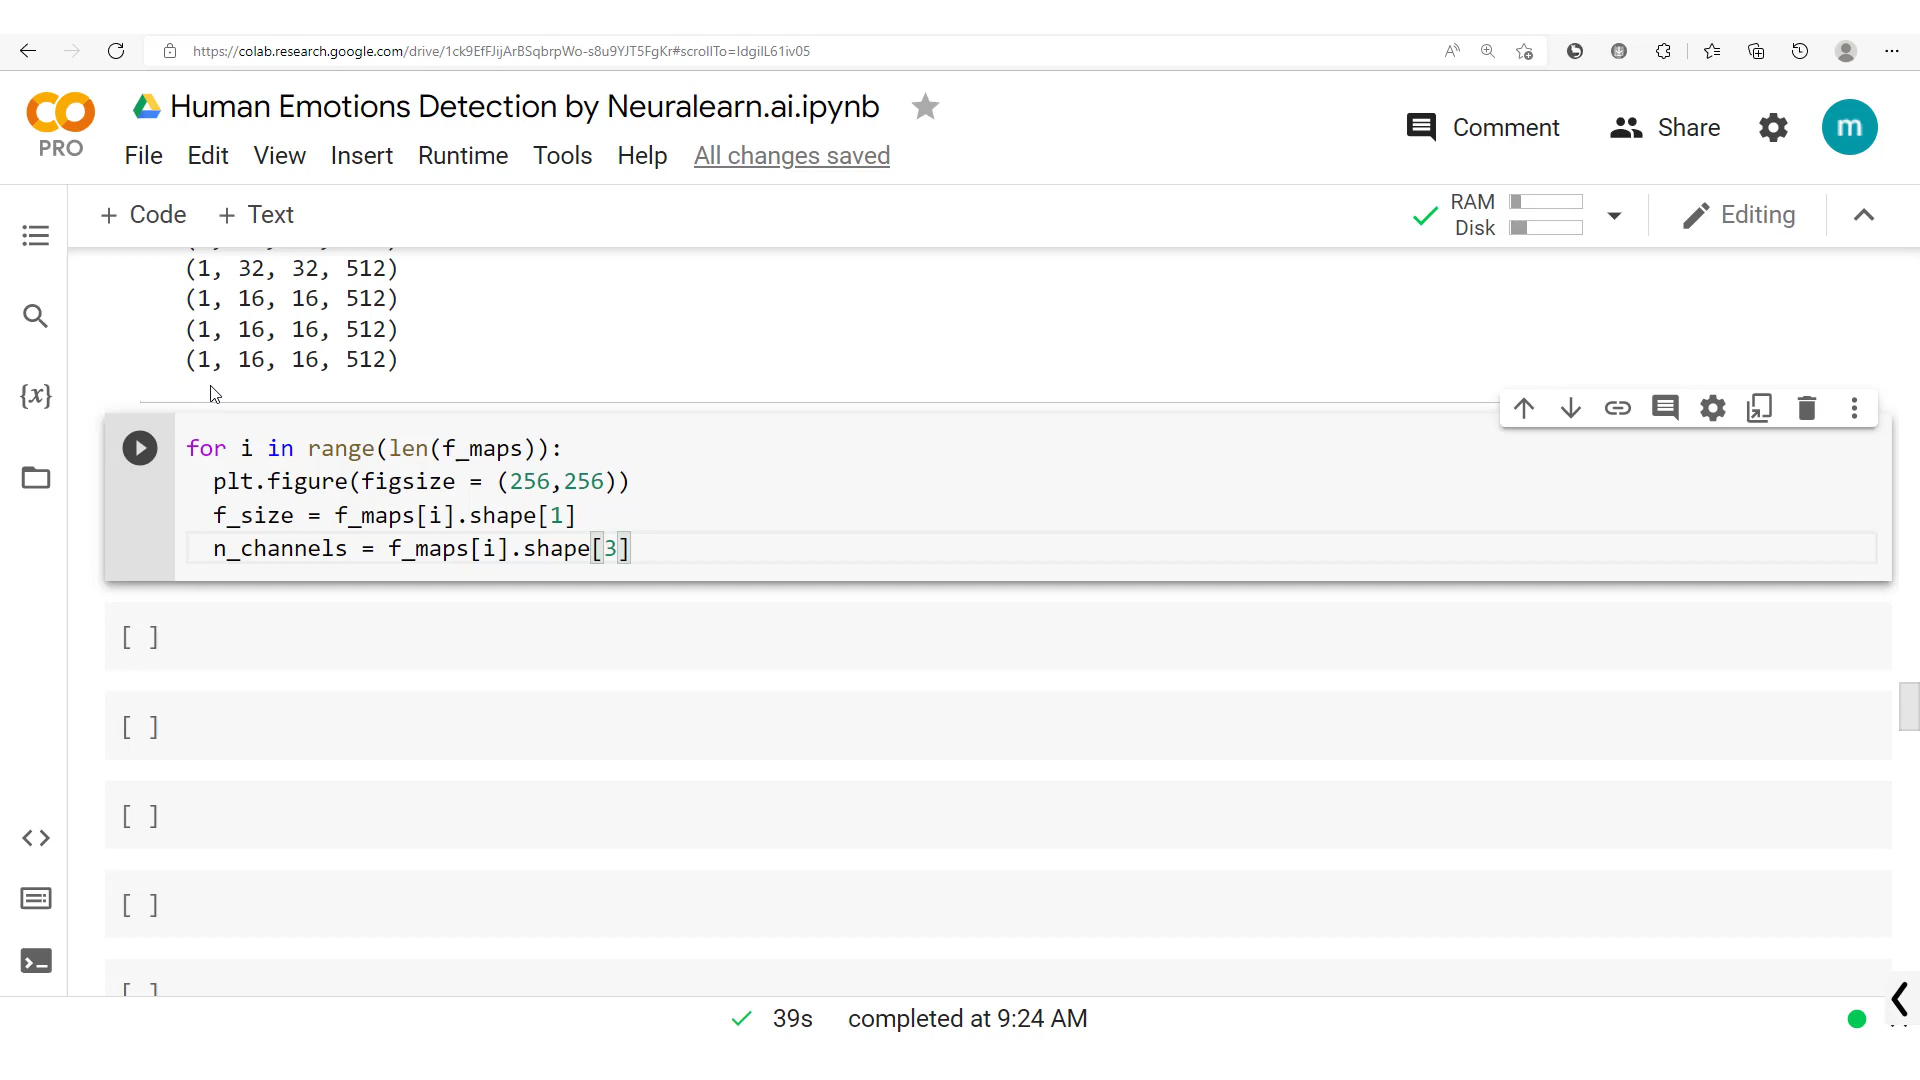 https://colab.research.google.com/drive/1ck9EfFJijArBSqbrpWo-s8u9YJT5FgKr#scrollTo=IdgiIL61iv05
Human Emotions Detection by Neuralearn.ai.ipynb
PRO
File Edit View Insert Runtime Tools Help All changes saved
Comment
Share
m
+ Code + Text
RAM
Disk
Editing
(1, 32, 32, 512)
(1, 16, 16, 512)
(1, 16, 16, 512)
(1, 16, 16, 512)
{x}
for i in range(len(f_maps)):
plt.figure(figsize = (256,256))
f_size = f_maps[i].shape[1]
n_channels = f_maps[i].shape[3]
[ ]
[ ]
[ ]
[ ]
[ ]
39s completed at 9:24 AM